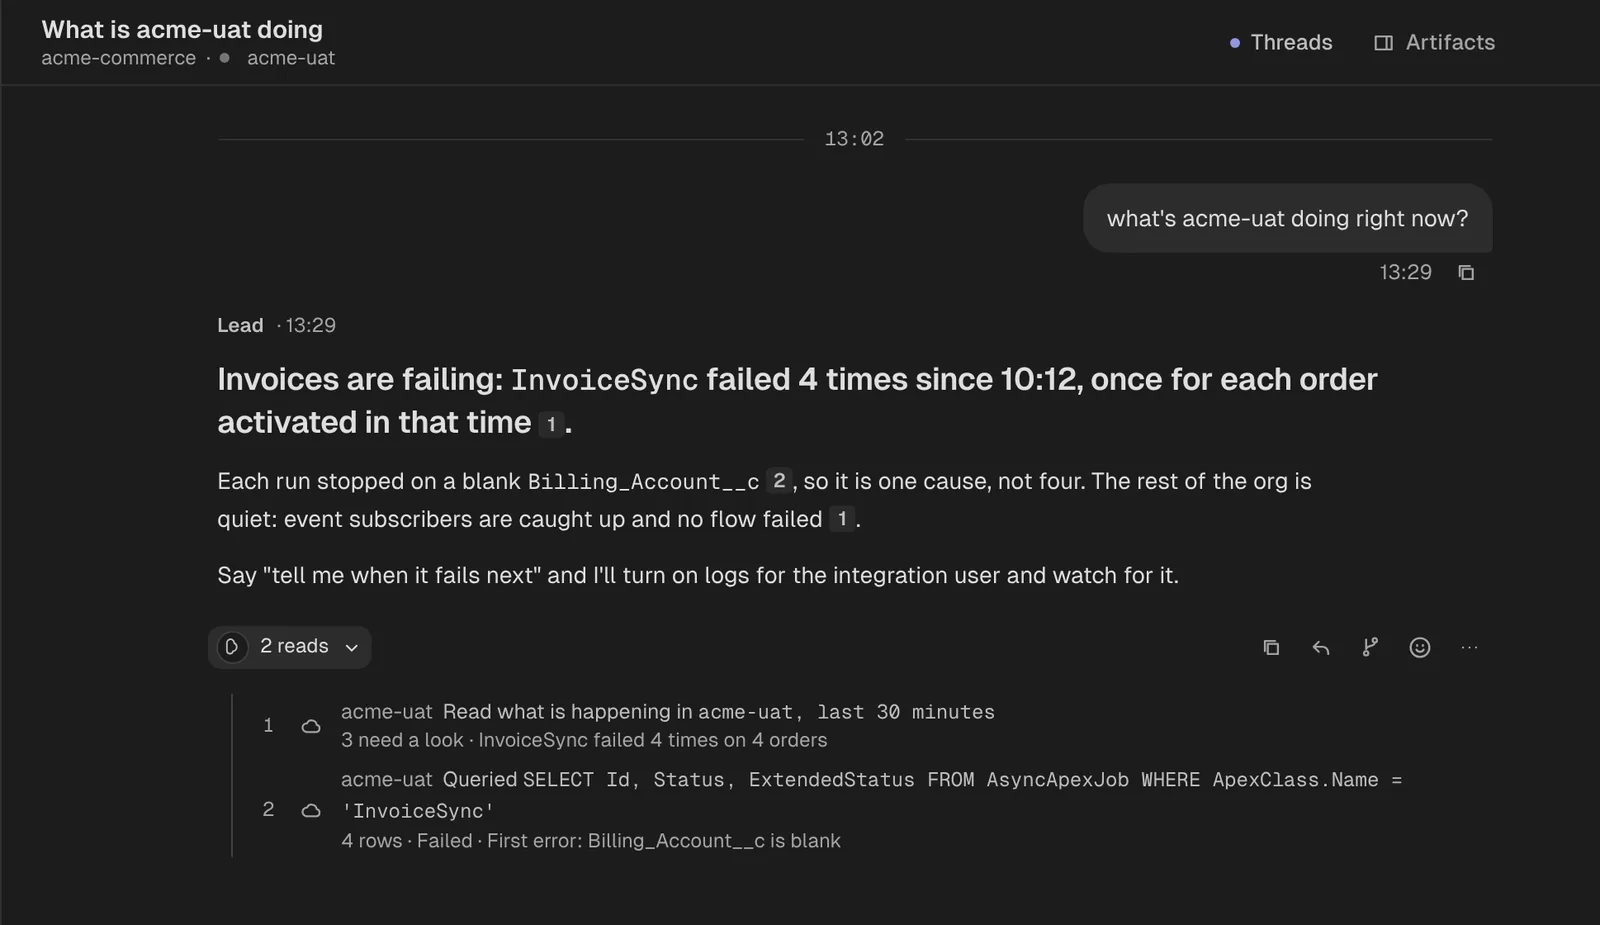 What is acme-uat doing
acme-commerce · acme-uat
Threads
Artifacts
13:02
what's acme-uat doing right now?
13:29
Lead · 13:29
Invoices are failing: InvoiceSync failed 4 times since 10:12, once for each order
activated in that time 1.
Each run stopped on a blank Billing_Account__c 2, so it is one cause, not four. The rest of the org is
quiet: event subscribers are caught up and no flow failed 1.
Say "tell me when it fails next" and I'll turn on logs for the integration user and watch for it.
2 reads
1 acme-uat Read what is happening in acme-uat, last 30 minutes
3 need a look · InvoiceSync failed 4 times on 4 orders
acme-uat Queried SELECT Id, Status, ExtendedStatus FROM AsyncApexJob WHERE ApexClass.Name =
2 'InvoiceSync'
4 rows · Failed · First error: Billing_Account__c is blank